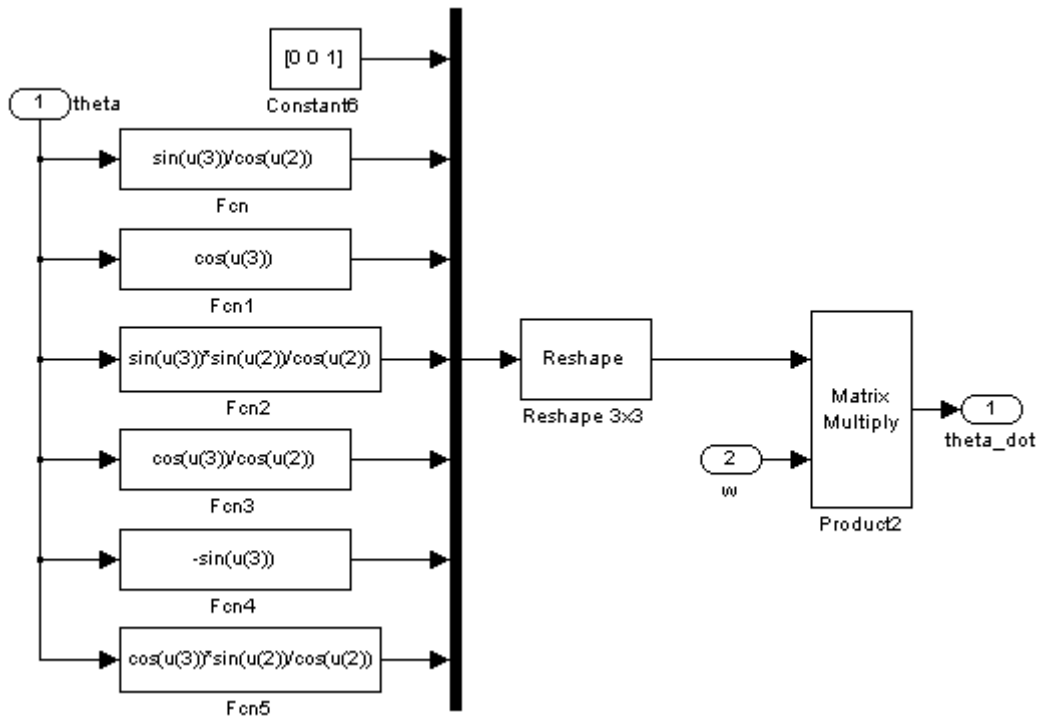 [0 0 1]
Constant6
1
theta
sin(u(3))/cos(u(2))
Fcn
cos(u(3))
Fcn1
sin(u(3))*sin(u(2))/cos(u(2))
Fcn2
cos(u(3))/cos(u(2))
Fcn3
-sin(u(3))
Fcn4
cos(u(3))*sin(u(2))/cos(u(2))
Fcn5
Reshape
Reshape 3x3
2
w
Matrix
Multiply
Product2
1
theta_dot